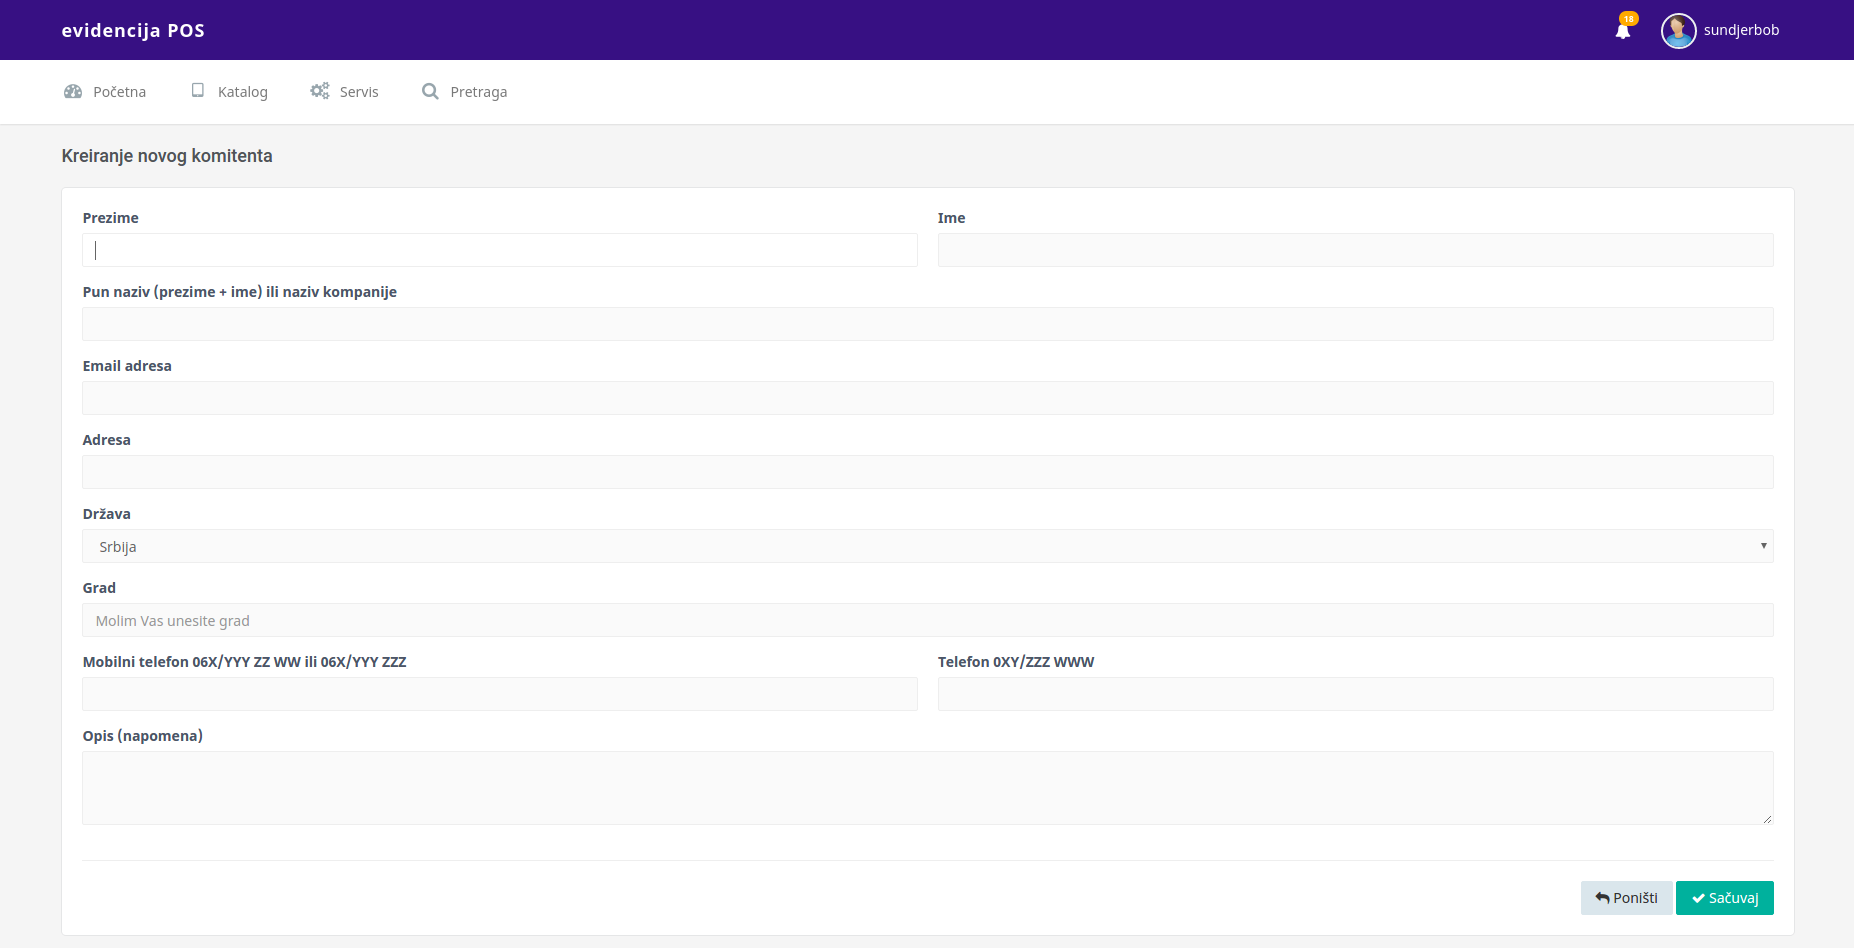 evidencija POS
18
sundjerbob
Početna
Katalog
Servis
Pretraga
Kreiranje novog komitenta
Prezime
Ime
Pun naziv (prezime + ime) ili naziv kompanije
Email adresa
Adresa
Država
Srbija
Grad
Molim Vas unesite grad
Mobilni telefon 06X/YYY ZZ WW ili 06X/YYY ZZZ
Telefon 0XY/ZZZ WWW
Opis (napomena)
Poništi
Sačuvaj